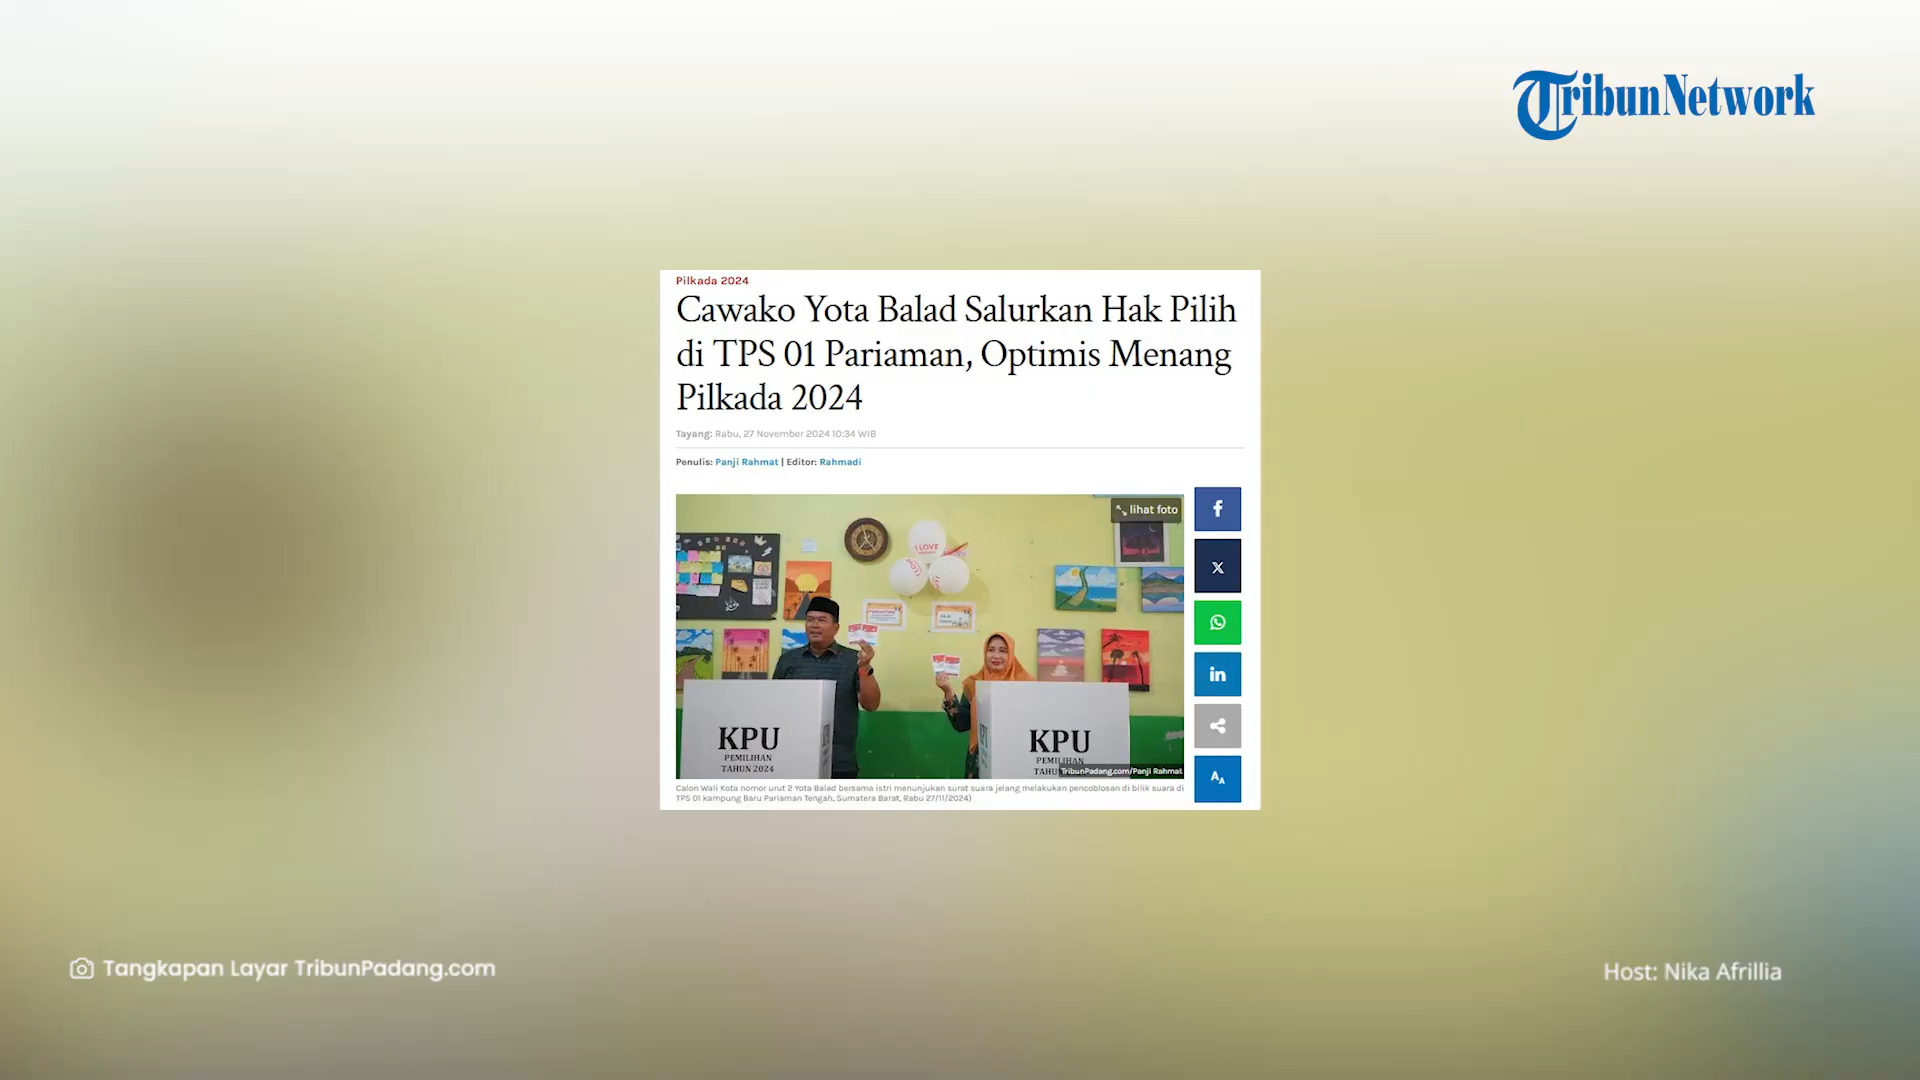 TribunNetwork
Pilkada 2024
Cawako Yota Balad Salurkan Hak Pilih
di TPS 01 Pariaman, Optimis Menang
Pilkada 2024
Tayang: Rabu, 27 November 2024 10:34 WIB
Penulis: Panji Rahmat | Editor: Rahmadi
lihat foto
I LOVE
KPU
PEMILIHAN
TAHUN 2024
KPU
PEMILIHAN
TribunPadang.com/Panji Rahmat
Calon Wali Kota nomor urut 2 Yota Balad bersama istri menunjukan surat suara jelang melakukan pencoblosan di bilik suara di
TPS 01 kampung Baru Pariaman Tengah, Sumatera Barat, Rabu 27/11/2024)
Tangkapan Layar TribunPadang.com
Host: Nika Afrillia